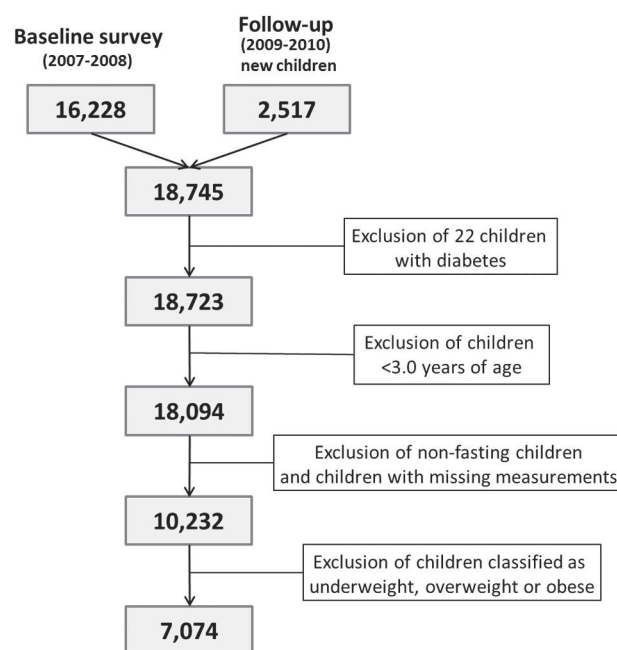 Baseline survey
(2007-2008)
Follow-up
(2009-2010)
new children
16,228
2,517
18,745
Exclusion of 22 children
with diabetes
18,723
Exclusion of children
<3.0 years of age
18,094
Exclusion of non-fasting children
and children with missing measurements
10,232
Exclusion of children classified as
underweight, overweight or obese
7,074